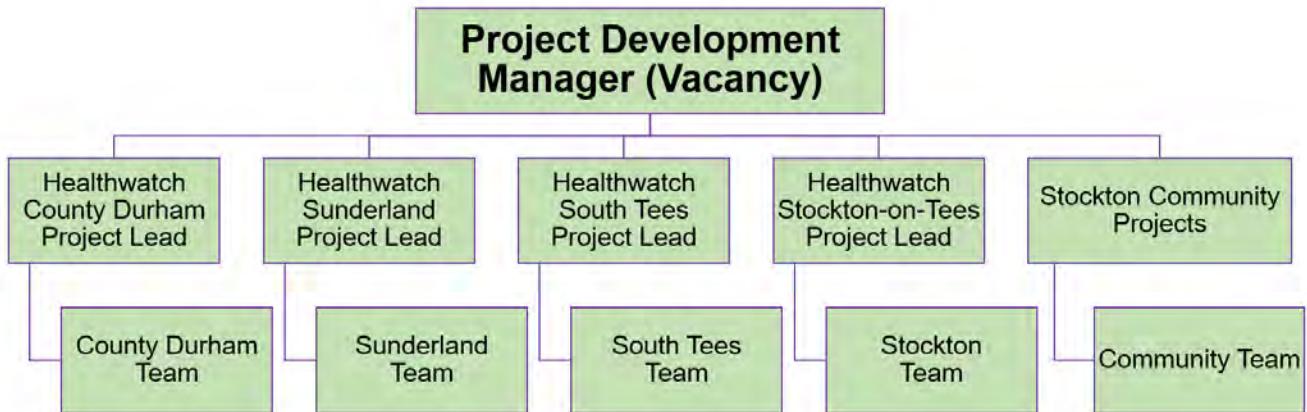 Project Development
Manager (Vacancy)
Healthwatch
County Durham
Project Lead
Healthwatch
Sunderland
Project Lead
Healthwatch
South Tees
Project Lead
Healthwatch
Stockton-on-Tees
Project Lead
Stockton Community
Projects
County Durham
Team
Sunderland
Team
South Tees
Team
Stockton
Team
Community Team